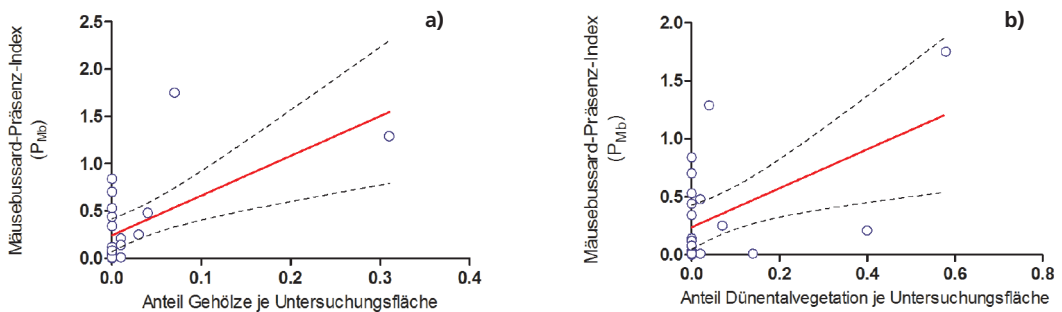 a)
Mäusebussard-Präsenz-Index
(PMb)
2.5
2.0
1.5
1.0
0.5
0.0
0.0
0.1
0.2
0.3
0.4
Anteil Gehölze je Untersuchungsfläche
b)
Mäusebussard-Präsenz-Index
(PMb)
2.0
1.5
1.0
0.5
0.0
0.0
0.2
0.4
0.6
0.8
Anteil Dünentalvegetation je Untersuchungsfläche